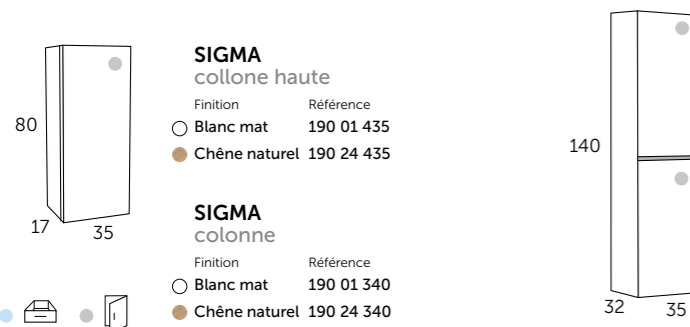 80
17
35
SIGMA
collone haute
Finition Référence
Blanc mat 190 01 435
Chêne naturel 190 24 435
SIGMA
colonne
Finition Référence
Blanc mat 190 01 340
Chêne naturel 190 24 340
140
32
35